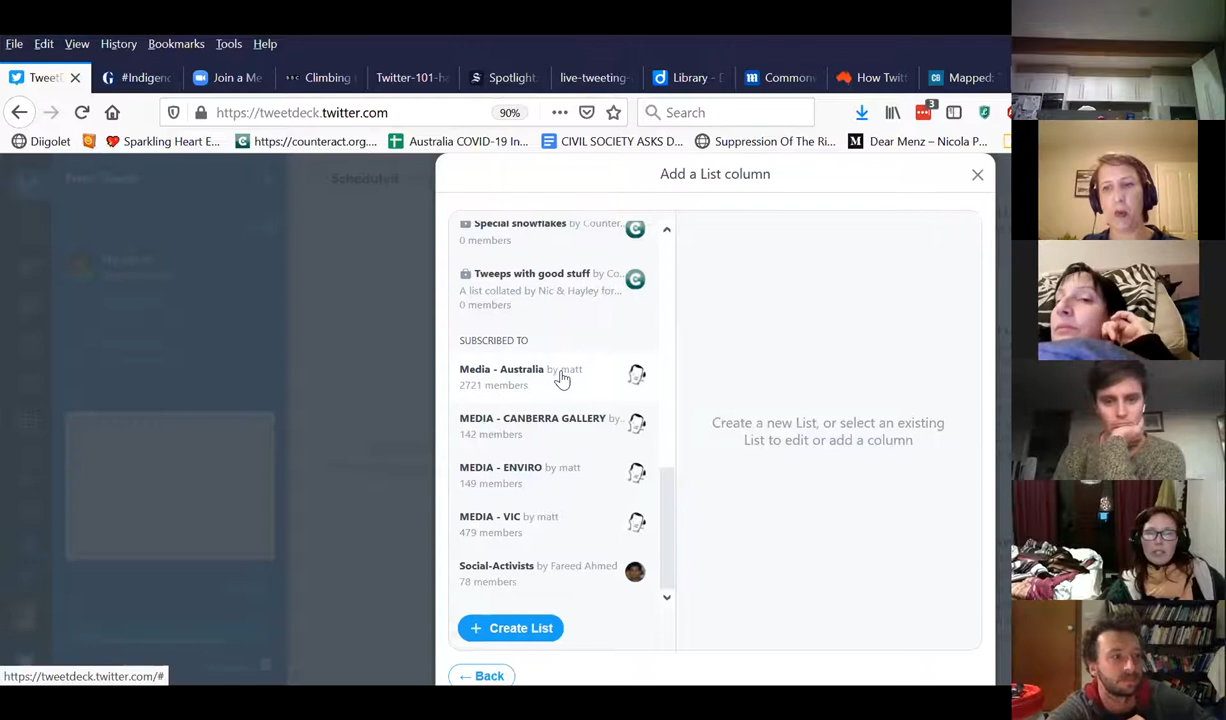 File Edit View History Bookmarks Tools Help
TweetD #Indigen Join a Me Climbing Twitter-101-ha Spotlight live-tweeting- Library - D Common How Twitt Mapped:
https://tweetdeck.twitter.com 90% Search 3
Diigolet Sparkling Heart E... https://counteract.org.... Australia COVID-19 In... CIVIL SOCIETY ASKS D... Suppression Of The Ri... Dear Menz – Nicola P...
Scheduled
Add a List column
Special snowflakes by Counter...
0 members
Tweeps with good stuff by Co...
A list collated by Nic & Hayley for...
0 members
SUBSCRIBED TO
Media - Australia by matt
2721 members
MEDIA - CANBERRA GALLERY by...
142 members
MEDIA - ENVIRO by matt
149 members
MEDIA - VIC by matt
479 members
Social-Activists by Fareed Ahmed
78 members
+ Create List
← Back
Create a new List, or select an existing
List to edit or add a column
https://tweetdeck.twitter.com/#